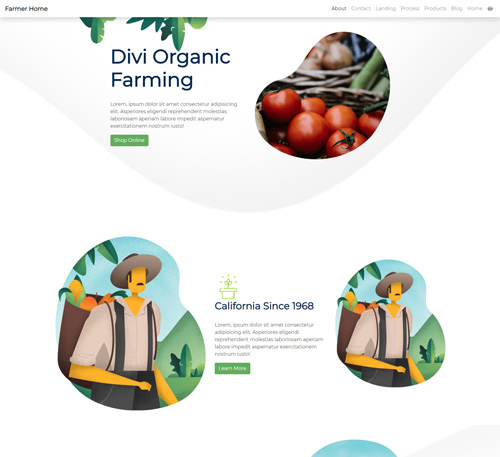 Farmer Home
About Contact Landing Process Products Blog Home
Divi Organic
Farming
Lorem, ipsum dolor sit amet consectetur adipisicing
elit. Asperiores eligendi reprehenderit molestias
laboriosam aperiam labore impedit aspernatur
exercitationem nostrum iusto!
Shop Online
California Since 1968
Lorem, ipsum dolor sit amet consectetur
adipisicing elit. Asperiores eligendi
reprehenderit molestias laboriosam aperiam
labore impedit aspernatur exercitationem
nostrum iusto!
Learn More